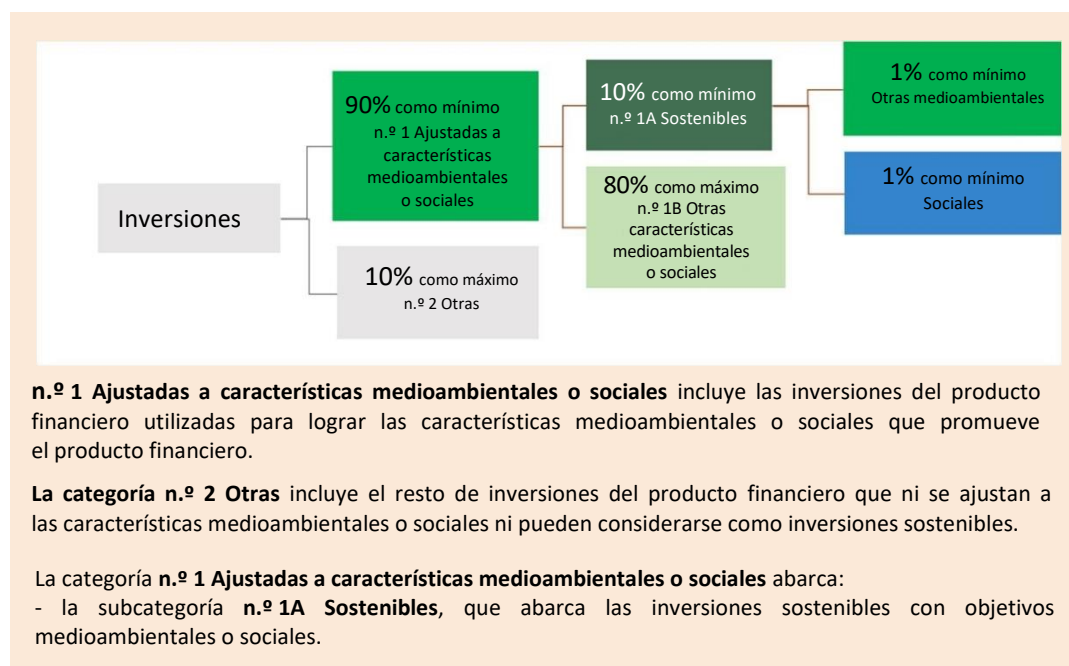 Inversiones
90% como mínimo
n.º 1 Ajustadas a
características
medioambientales
o sociales
10% como máximo
n.º 2 Otras
10% como mínimo
n.º 1A Sostenibles
80% como máximo
n.º 1B Otras
características
medioambientales
o sociales
1% como mínimo
Otras medioambientales
1% como mínimo
Sociales
n.º 1 Ajustadas a características medioambientales o sociales incluye las inversiones del producto
financiero utilizadas para lograr las características medioambientales o sociales que promueve
el producto financiero.
La categoría n.º 2 Otras incluye el resto de inversiones del producto financiero que ni se ajustan a
las características medioambientales o sociales ni pueden considerarse como inversiones sostenibles.
La categoría n.º 1 Ajustadas a características medioambientales o sociales abarca:
- la subcategoría n.º 1A Sostenibles, que abarca las inversiones sostenibles con objetivos
medioambientales o sociales.